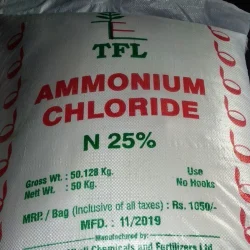 TFL
AMMONIUM
CHLORIDE
N 25%
Gross Wt. : 50.128 Kg.
Nett Wt. : 50 Kg.
Use
No Hooks
MRP. / Bag (Inclusive of all taxes) : Rs. 1050/-
MFD. : 11/2019
Manufactured by:
Chemicals and Fertilizers Ltd